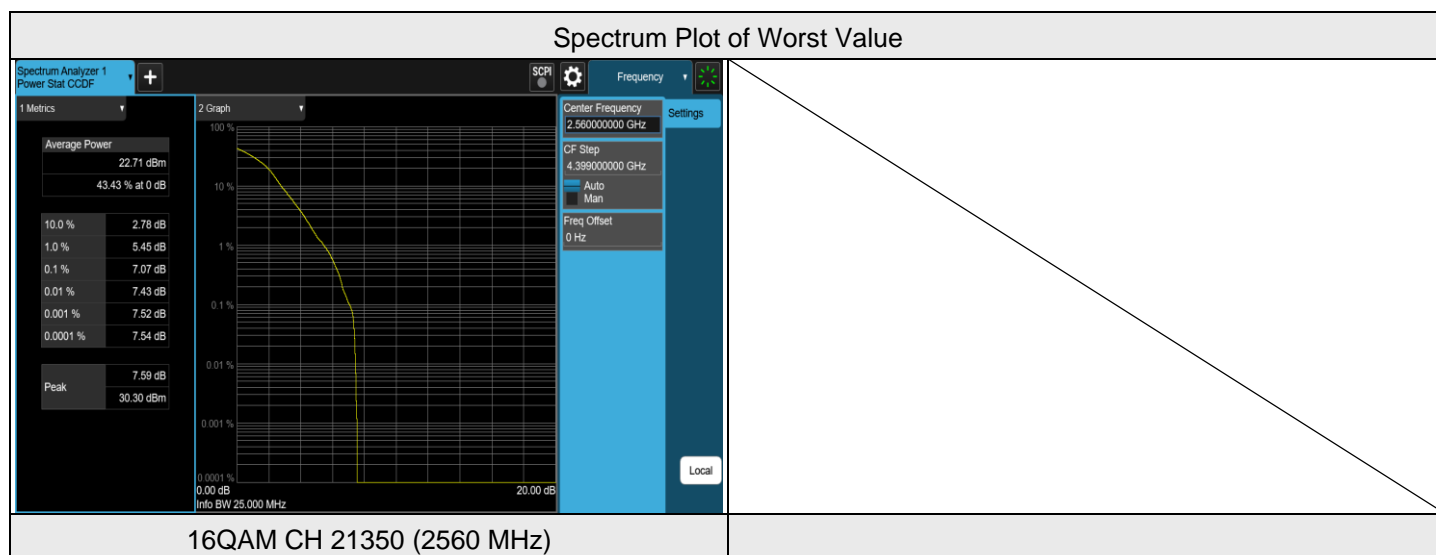 Spectrum Plot of Worst Value
Spectrum Analyzer 1
Power Stat CCDF
+
SCPI
Frequency
1 Metrics
2 Graph
Average Power
22.71 dBm
43.43 % at 0 dB
10.0 % 2.78 dB
1.0 % 5.45 dB
0.1 % 7.07 dB
0.01 % 7.43 dB
0.001 % 7.52 dB
0.0001 % 7.54 dB
Peak 7.59 dB
30.30 dBm
100 %
10 %
1 %
0.1 %
0.01 %
0.001 %
0.0001 %
0.00 dB 20.00 dB
Info BW 25.000 MHz
Center Frequency
2.560000000 GHz
CF Step
4.399000000 GHz
Auto
Man
Freq Offset
0 Hz
Settings
Local
16QAM CH 21350 (2560 MHz)